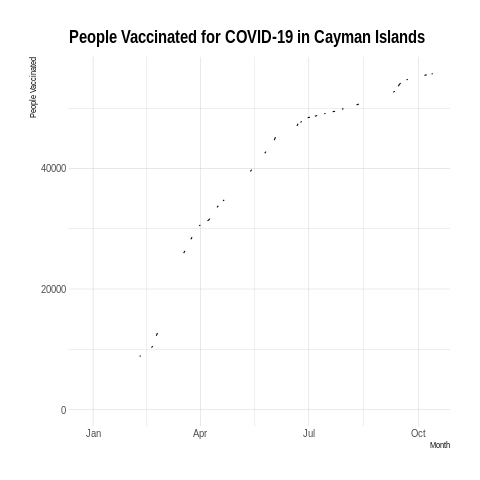 People Vaccinated for COVID-19 in Cayman Islands
People Vaccinated
40000
20000
0
Jan Apr Jul Oct
Month